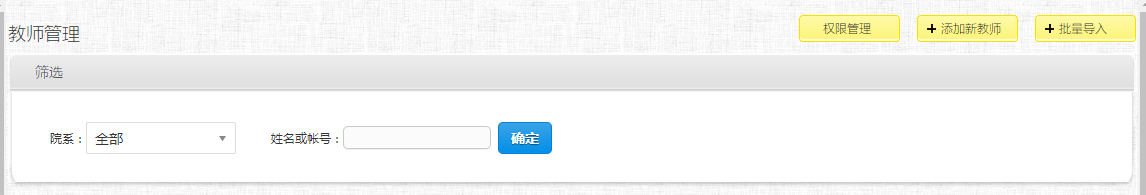 教师管理
权限管理
添加新教师
批量导入
筛选
院系：
全部
姓名或帐号：
确定